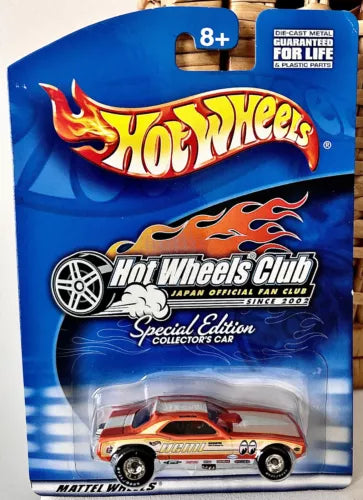 8+
DIE-CAST METAL
GUARANTEED
FOR LIFE
& PLASTIC PARTS
HOT WHEELS®
Hot Wheels® Club
JAPAN OFFICIAL FAN CLUB
SINCE 2002
Special Edition
COLLECTOR'S CAR
HEMI
MATTEL WHEELS